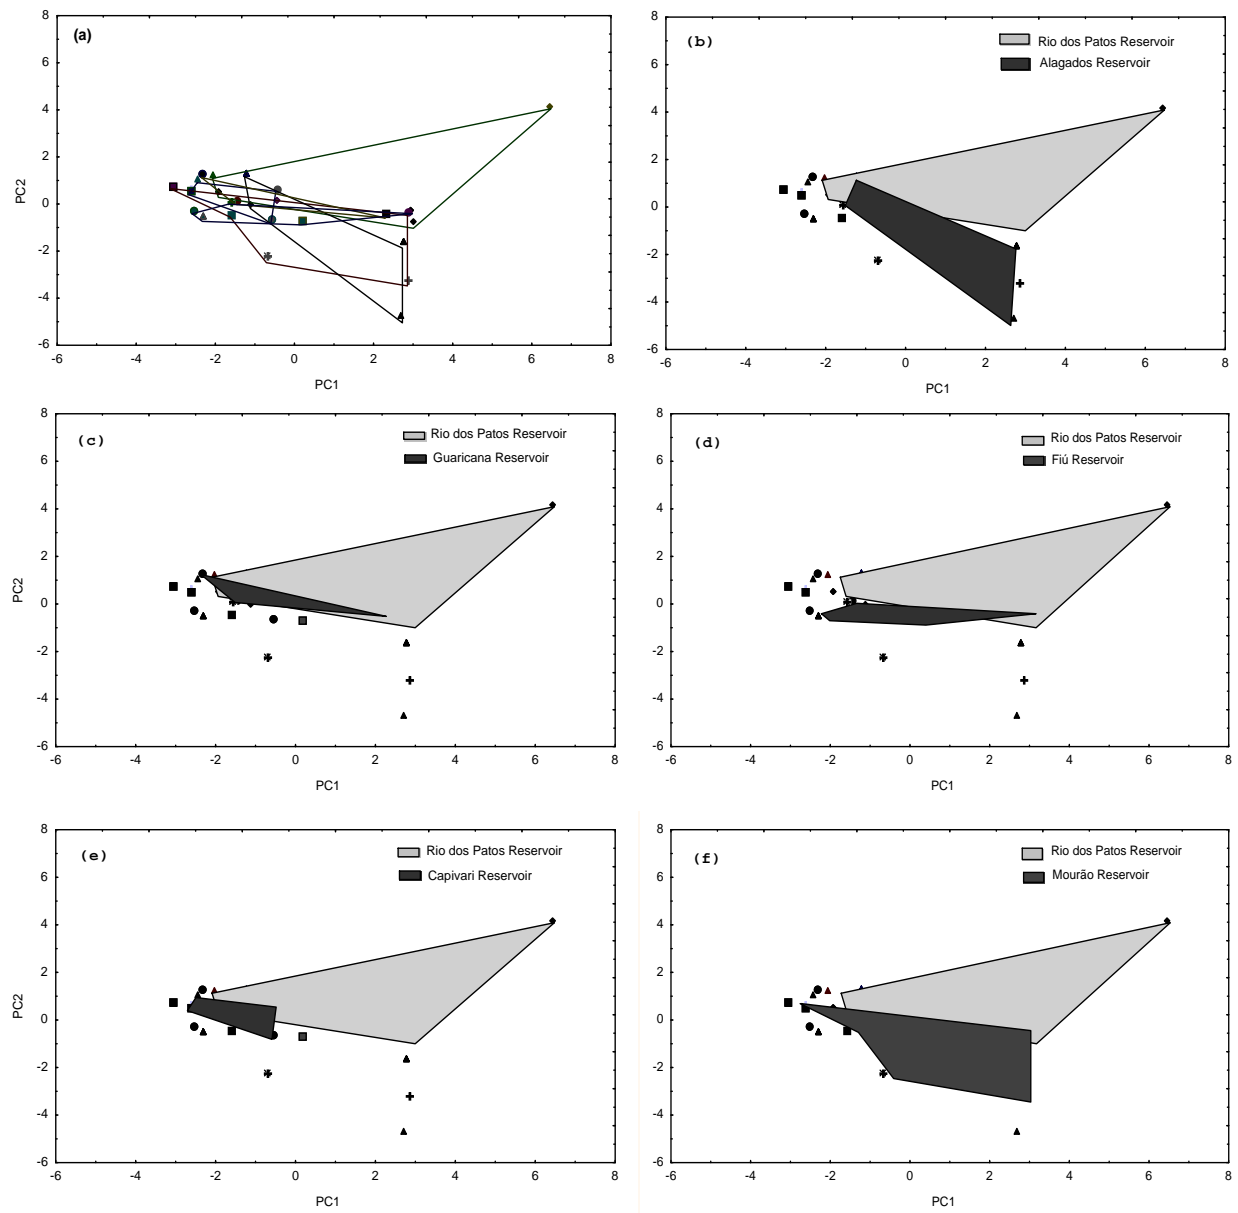 (a)
8
6
4
2
0
-2
-4
-6
PC2
-6 -4 -2 0 2 4 6 8
PC1
(b)
Rio dos Patos Reservoir
Alagados Reservoir
8
6
4
2
0
-2
-4
-6
-6 -4 -2 0 2 4 6 8
PC1
(c)
Rio dos Patos Reservoir
Guaricana Reservoir
8
6
4
2
0
-2
-4
-6
PC2
-6 -4 -2 0 2 4 6 8
PC1
(d)
Rio dos Patos Reservoir
Fiú Reservoir
8
6
4
2
0
-2
-4
-6
-6 -4 -2 0 2 4 6 8
PC1
(e)
Rio dos Patos Reservoir
Capivari Reservoir
8
6
4
2
0
-2
-4
-6
PC2
-6 -4 -2 0 2 4 6 8
PC1
(f)
Rio dos Patos Reservoir
Mourão Reservoir
8
6
4
2
0
-2
-4
-6
-6 -4 -2 0 2 4 6 8
PC1